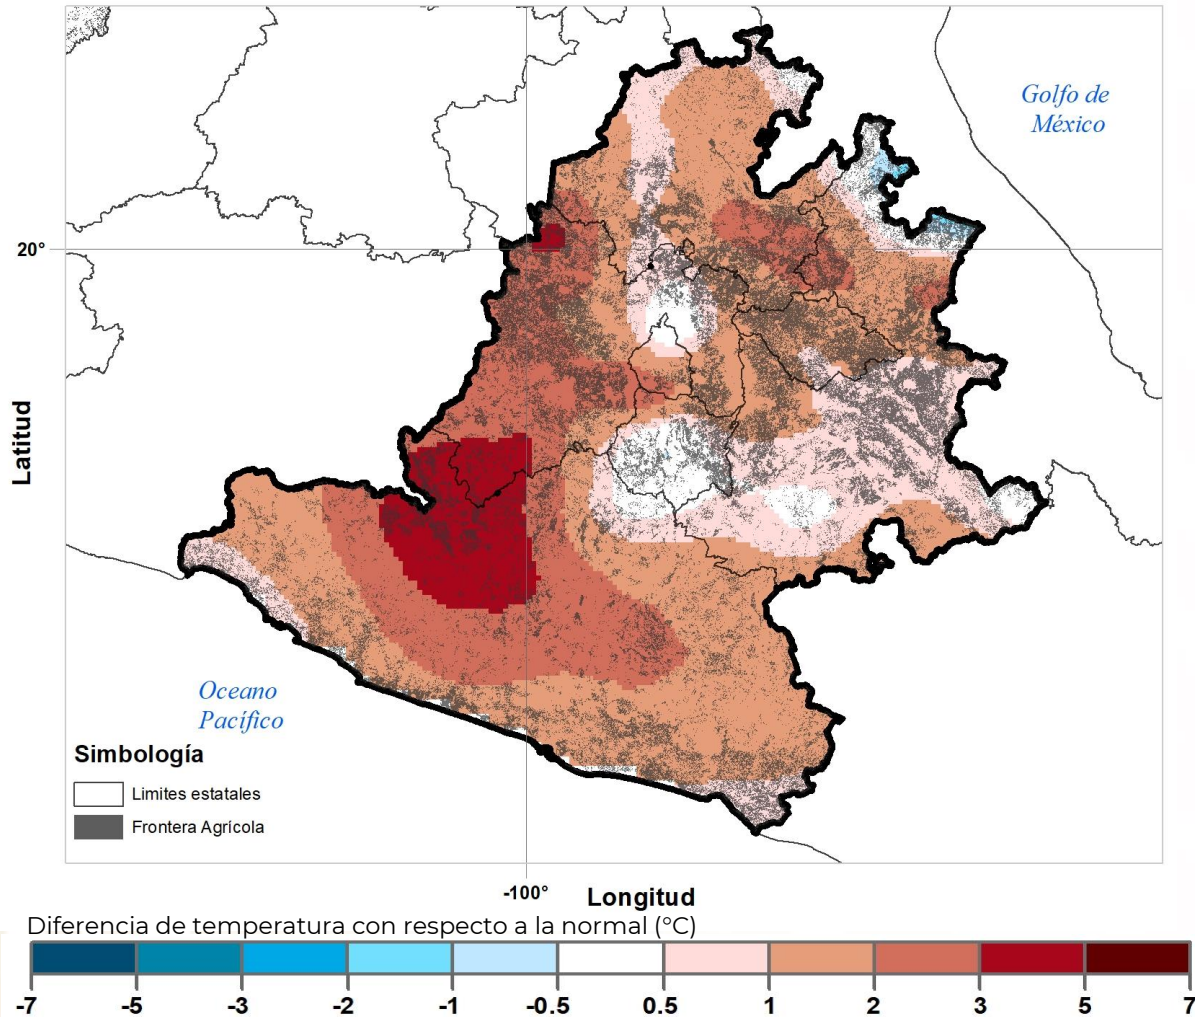 Golfo de
México
20°
Latitud
Oceano
Pacífico
Simbología
Limites estatales
Frontera Agrícola
-100°
Longitud
Diferencia de temperatura con respecto a la normal (°C)
-7 -5 -3 -2 -1 -0.5 0.5 1 2 3 5 7